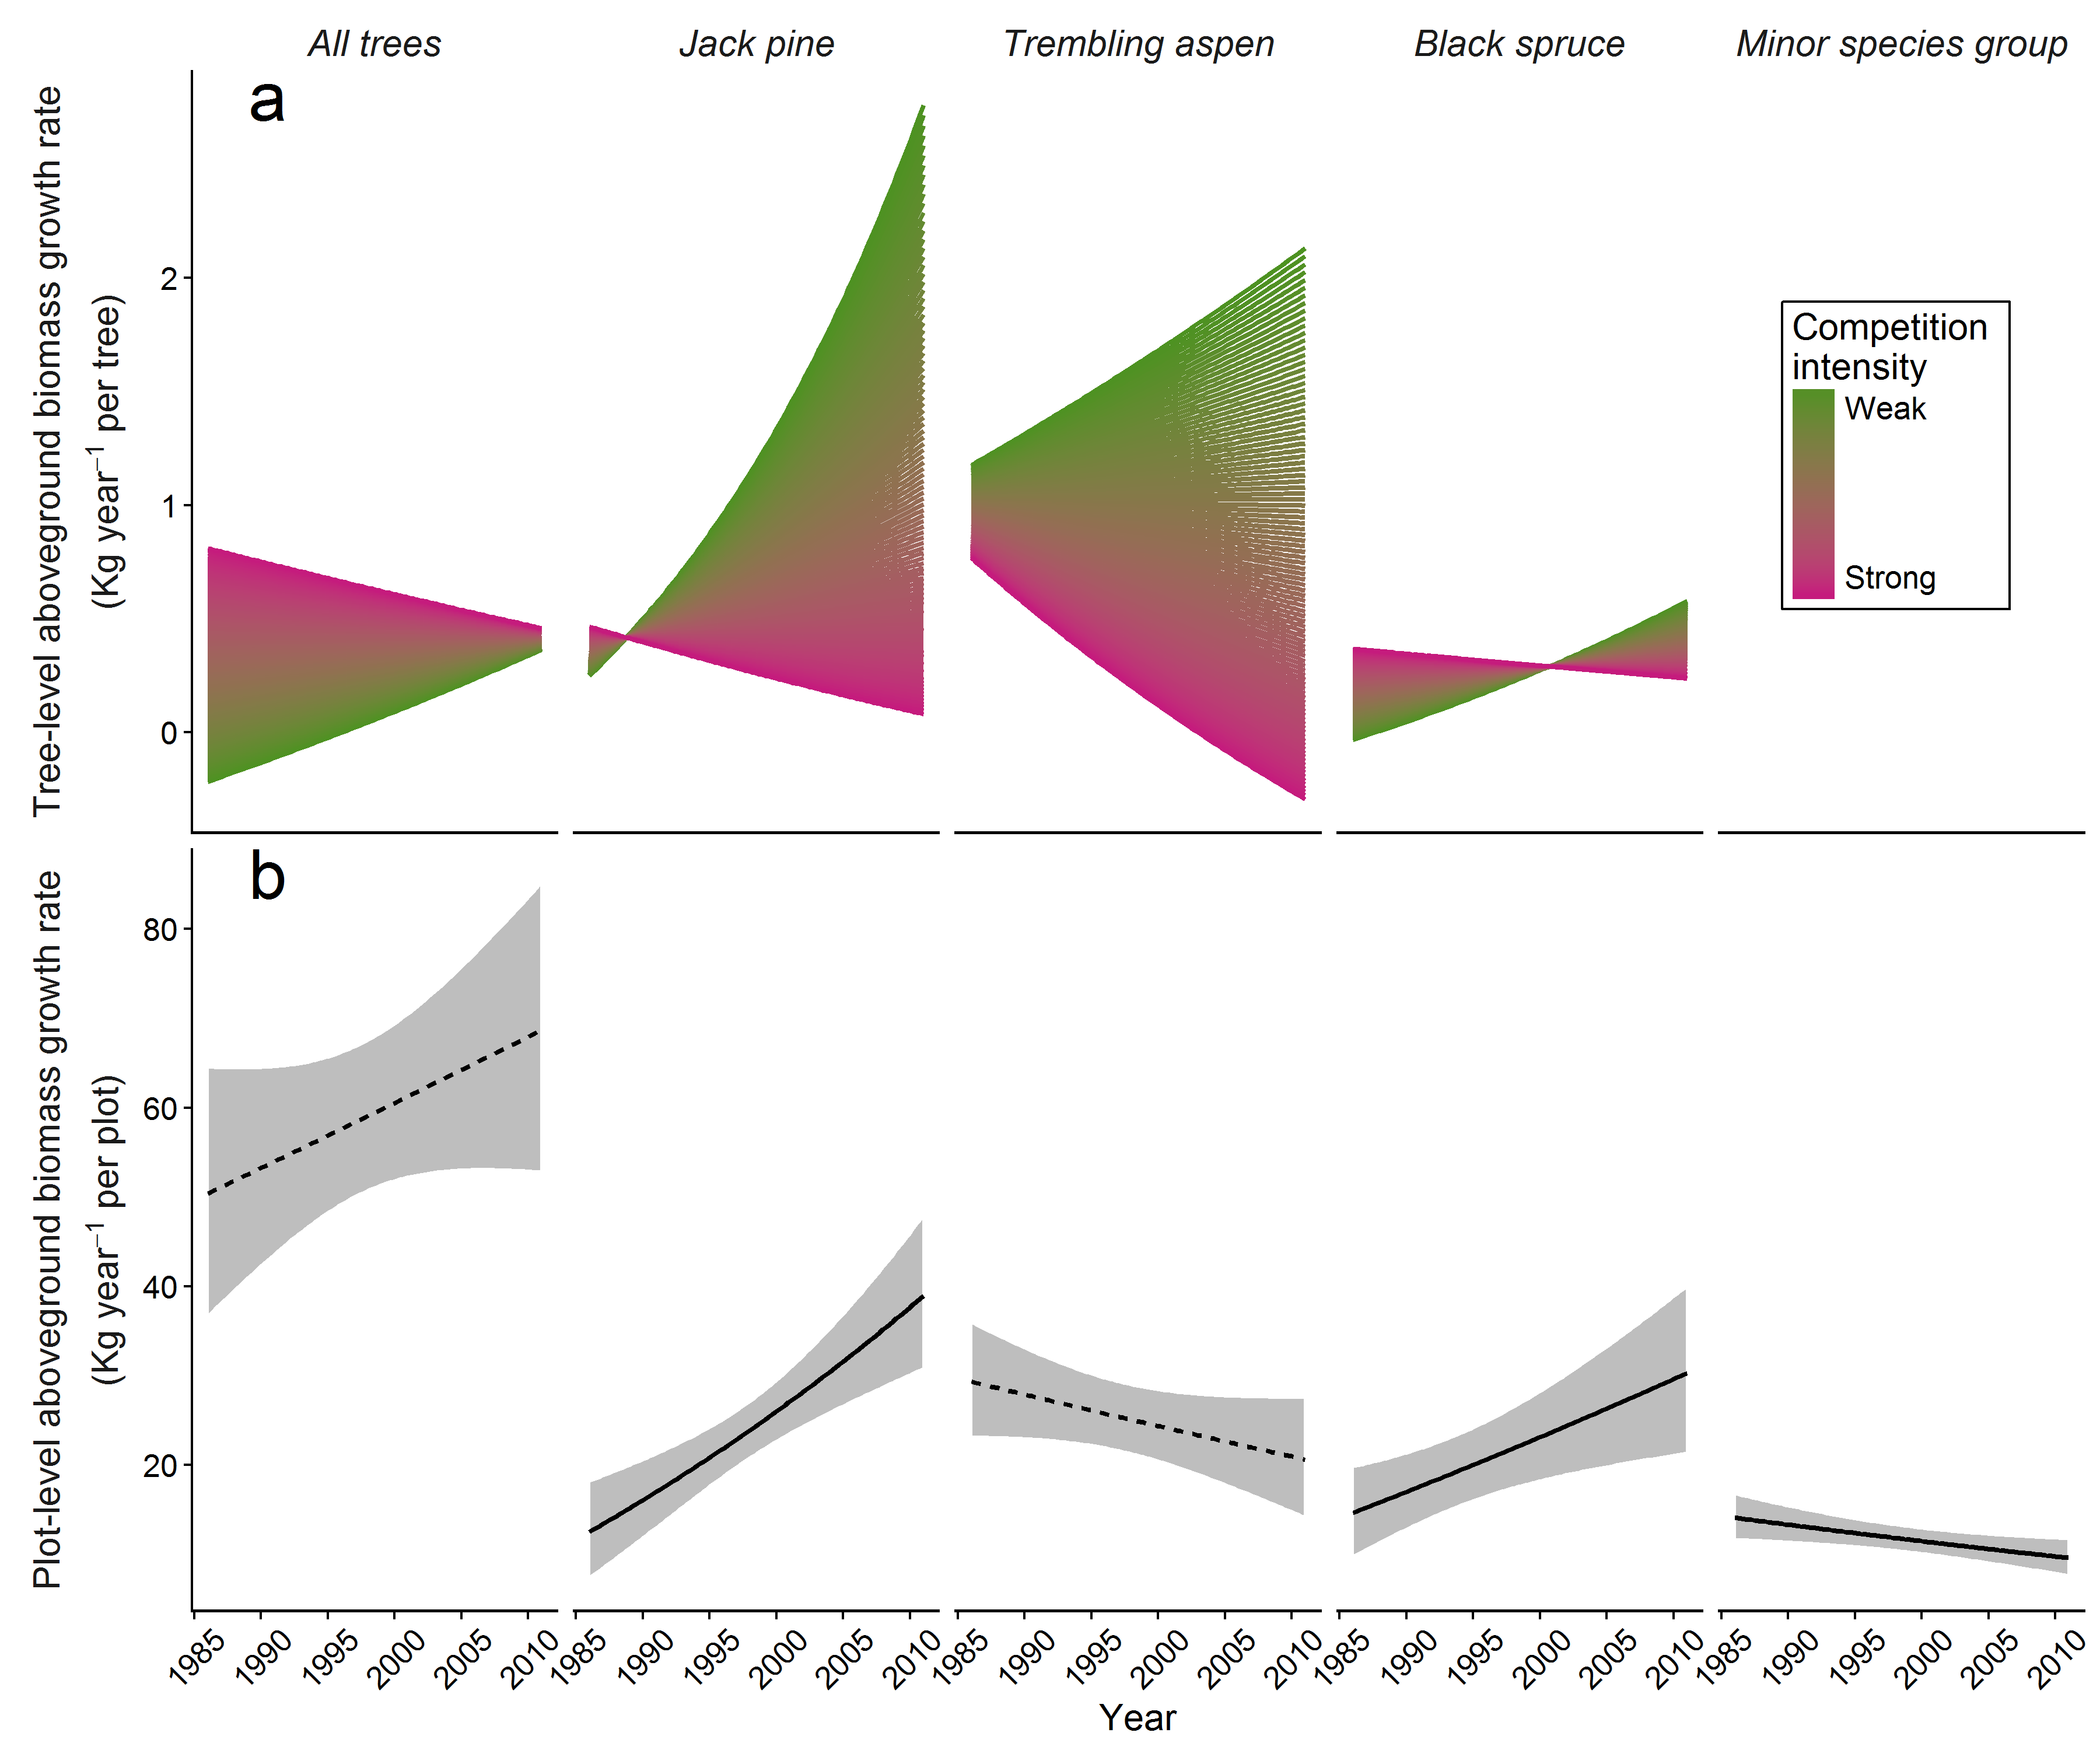 All trees
Jack pine
Trembling aspen
Black spruce
Minor species group
a
Tree-level aboveground biomass growth rate
(Kg year⁻¹ per tree)
2
1
0
Competition
intensity
Weak
Strong
b
Plot-level aboveground biomass growth rate
(Kg year⁻¹ per plot)
80
60
40
20
1985 1990 1995 2000 2005 2010
1985 1990 1995 2000 2005 2010
1985 1990 1995 2000 2005 2010
1985 1990 1995 2000 2005 2010
1985 1990 1995 2000 2005 2010
Year